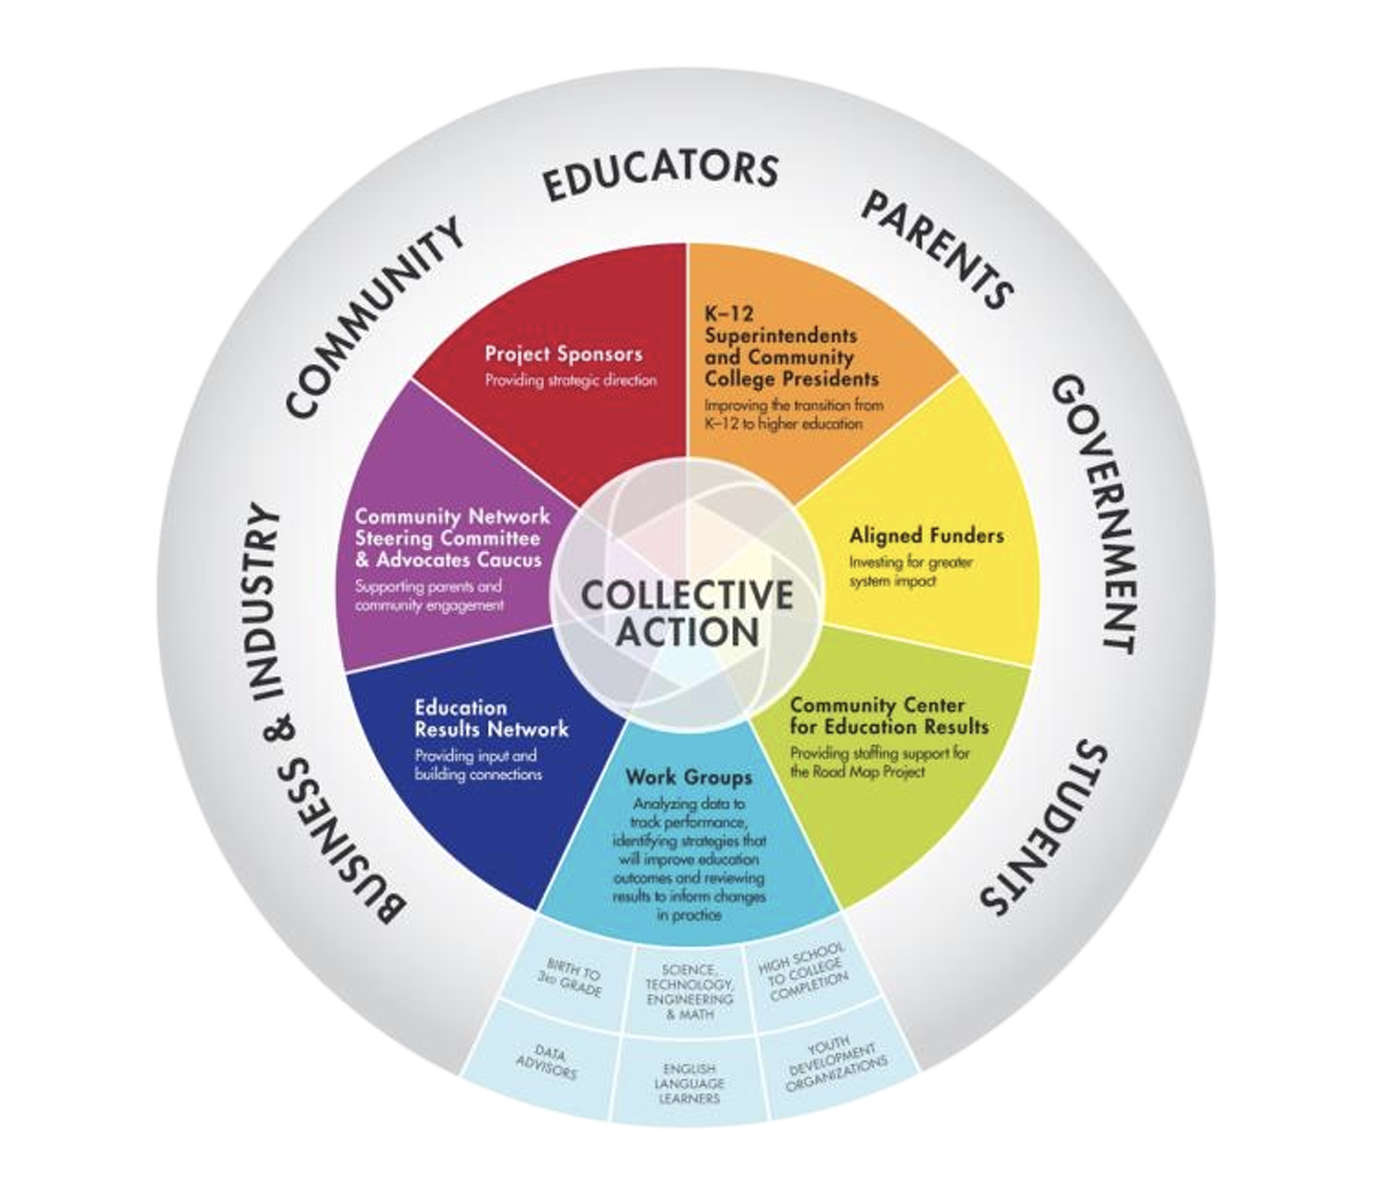 EDUCATORS
PARENTS
GOVERNMENT
STUDENTS
BUSINESS & INDUSTRY
COMMUNITY
Project Sponsors
Providing strategic direction
K–12
Superintendents
and Community
College Presidents
Improving the transition from
K–12 to higher education
Aligned Funders
Investing for greater
system impact
Community Center
for Education Results
Providing staffing support for
the Road Map Project
Work Groups
Analyzing data to
track performance,
identifying strategies that
will improve education
outcomes and reviewing
results to inform changes
in practice
Education
Results Network
Providing input and
building connections
Community Network
Steering Committee
& Advocates Caucus
Supporting parents and
community engagement
COLLECTIVE
ACTION
BIRTH TO
3RD GRADE
SCIENCE,
TECHNOLOGY,
ENGINEERING
& MATH
HIGH SCHOOL
TO COLLEGE
COMPLETION
DATA
ADVISORS
ENGLISH
LANGUAGE
LEARNERS
YOUTH
DEVELOPMENT
ORGANIZATIONS